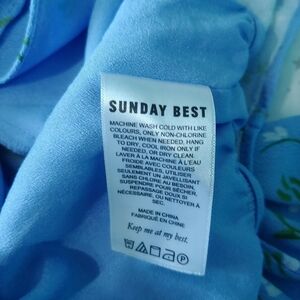 SUNDAY BEST
MACHINE WASH COLD WITH LIKE
COLOURS, ONLY NON-CHLORINE
BLEACH WHEN NEEDED, HANG
TO DRY, COOL IRON ONLY IF
NEEDED, OR DRY CLEAN.
LAVER À LA MACHINE À L'EAU
FROIDE AVEC COULEURS
SEMBLABLES, UTILISER
SEULEMENT UN JAVELLISANT
SANS CHLORE AU BESOIN,
SUSPENDRE POUR SÉCHER,
REPASSAGE DOUX SI
NÉCESSAIRE, OU NETTOYER À
SEC.
MADE IN CHINA
FABRIQUÉ EN CHINE
Keep me at my best.
P